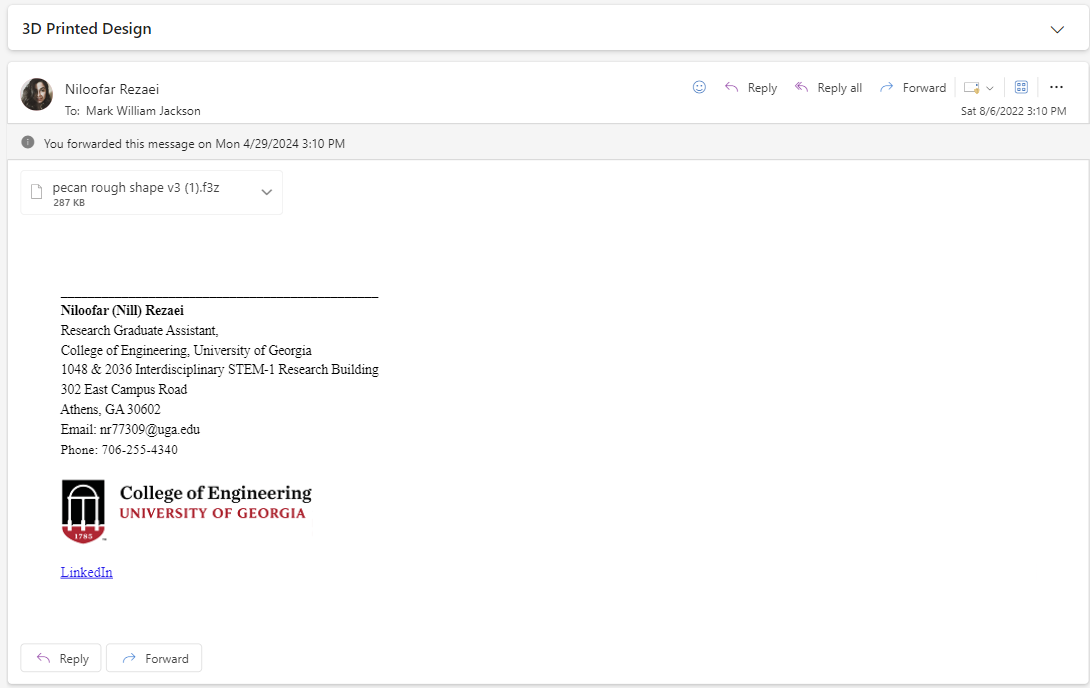 3D Printed Design
Niloofar Rezaei
Reply
Reply all
Forward
To: Mark William Jackson
Sat 8/6/2022 3:10 PM
You forwarded this message on Mon 4/29/2024 3:10 PM
pecan rough shape v3 (1).f3z
287 KB
Niloofar (Nill) Rezaei
Research Graduate Assistant,
College of Engineering, University of Georgia
1048 & 2036 Interdisciplinary STEM-1 Research Building
302 East Campus Road
Athens, GA 30602
Email: nr77309@uga.edu
Phone: 706-255-4340
College of Engineering
UNIVERSITY OF GEORGIA
1785
LinkedIn
Reply
Forward